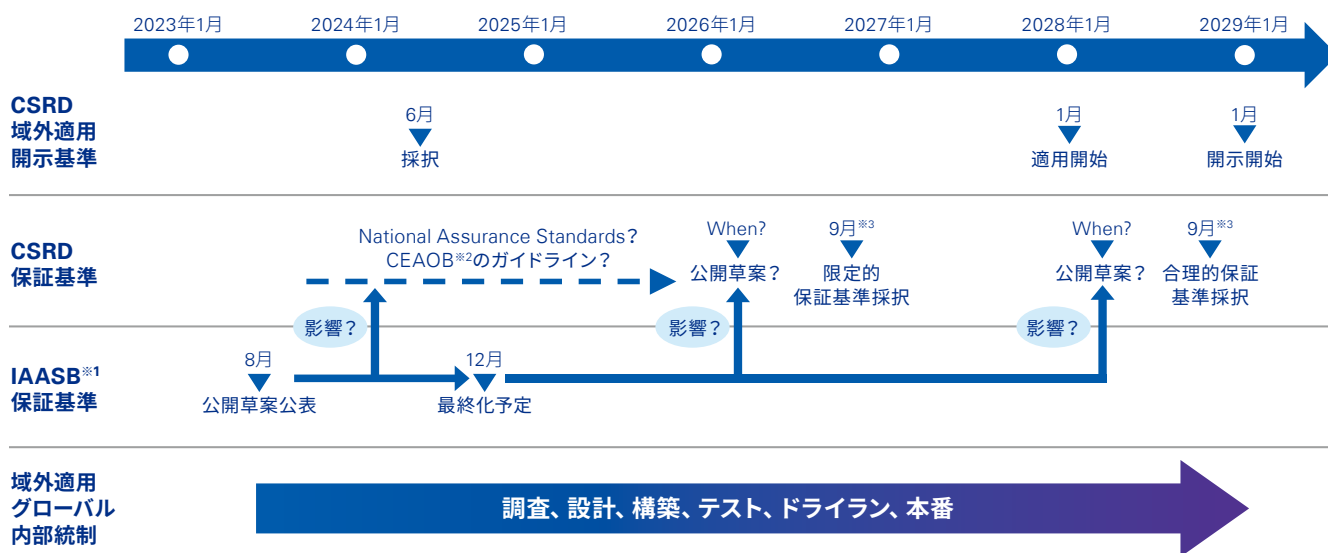 2023年1月
2024年1月
2025年1月
2026年1月
2027年1月
2028年1月
2029年1月
CSRD
域外適用
開示基準
6月
採択
1月
適用開始
1月
開示開始
CSRD
保証基準
National Assurance Standards?
CEAOB※2のガイドライン？
When?
公開草案？
9月※3
限定的
保証基準採択
When?
公開草案？
9月※3
合理的保証
基準採択
影響？
影響？
影響？
IAASB※1
保証基準
8月
公開草案公表
12月
最終化予定
域外適用
グローバル
内部統制
調査、設計、構築、テスト、ドライラン、本番